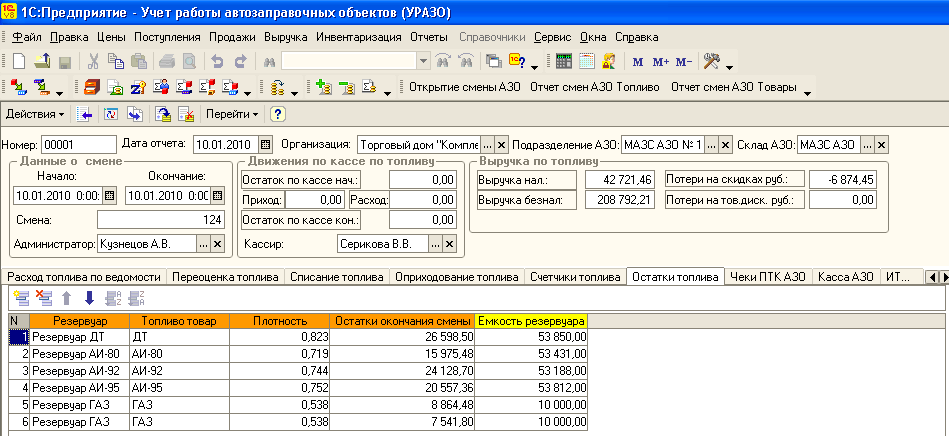 1С:Предприятие - Учет работы автозаправочных объектов (УРАЗО)
Файл Правка Цены Поступления Продажи Выручка Инвентаризация Отчеты Справочники Сервис Окна Справка
M M+ M-
Открытие смены АЗО Отчет смен АЗО Топливо Отчет смен АЗО Товары
Действия Перейти
Номер: 00001 Дата отчета: 10.01.2010 Организация: Торговый дом "Компле Подразделение АЗО: МАЗС АЗО № 1 Склад АЗО: МАЗС АЗО
Данные о смене Движения по кассе по топливу Выручка по топливу
Начало: Окончание: Остаток по кассе нач.: 0,00 Выручка нал.: 42 721,46 Потери на скидках руб.: -6 874,45
10.01.2010 0:00: 10.01.2010 0:00: Приход: 0,00 Расход: 0,00 Выручка безнал: 208 792,21 Потери на тов.диск. руб.: 0,00
Смена: 124 Остаток по кассе кон.: 0,00
Администратор: Кузнецов А.В. Кассир: Серикова В.В.
Расход топлива по ведомости Переоценка топлива Списание топлива Оприходование топлива Счетчики топлива Остатки топлива Чеки ПТК АЗО Касса АЗО ИТ...
N Резервуар Топливо товар Плотность Остатки окончания смены Емкость резервуара
1 Резервуар ДТ ДТ 0,823 26 598,50 53 850,00
2 Резервуар АИ-80 АИ-80 0,719 15 975,48 53 431,00
3 Резервуар АИ-92 АИ-92 0,744 24 128,70 53 188,00
4 Резервуар АИ-95 АИ-95 0,752 20 557,36 53 812,00
5 Резервуар ГАЗ ГАЗ 0,538 8 864,48 10 000,00
6 Резервуар ГАЗ ГАЗ 0,538 7 541,80 10 000,00